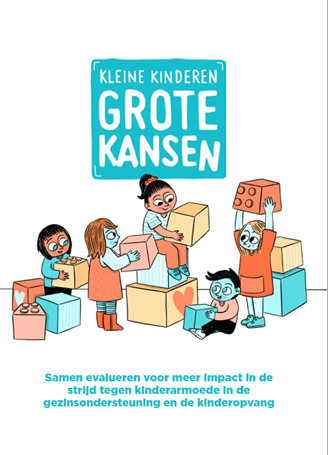 KLEINE KINDEREN
GROTE
KANSEN
Samen evalueren voor meer impact in de
strijd tegen kinderarmoede in de
gezinsondersteuning en de kinderopvang